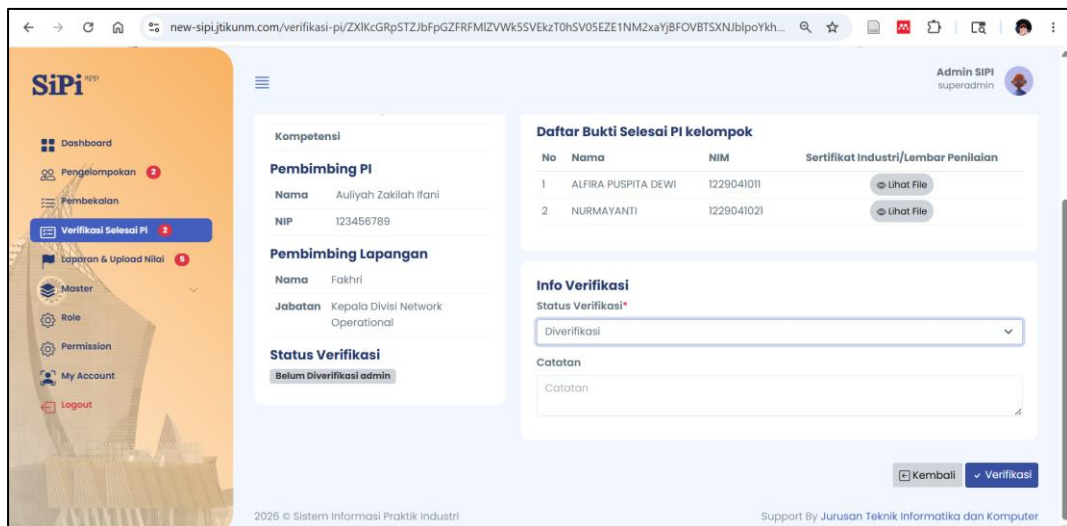 new-sipi.jtikunm.com/verifikasi-pi/
SiPi app
Admin SIPI
superadmin
Dashboard
Pengelompokan 2
Pembekalan
Verifikasi Selesai Pi 2
Laporan & Upload Nilai 5
Master
Role
Permission
My Account
Logout
Kompetensi
Pembimbing PI
Nama Auliyah Zakilah Ifani
NIP 123456789
Pembimbing Lapangan
Nama Fakhri
Jabatan Kepala Divisi Network
Operational
Status Verifikasi
Belum Diverifikasi admin
Daftar Bukti Selesai PI kelompok
No Nama NIM Sertifikat Industri/Lembar Penilaian
1 ALFIRA PUSPITA DEWI 1229041011 Lihat File
2 NURMAYANTI 1229041021 Lihat File
Info Verifikasi
Status Verifikasi*
Diverifikasi
Catatan
Catatan
Kembali Verifikasi
2026 © Sistem Informasi Praktik Industri
Support By Jurusan Teknik Informatika dan Komputer